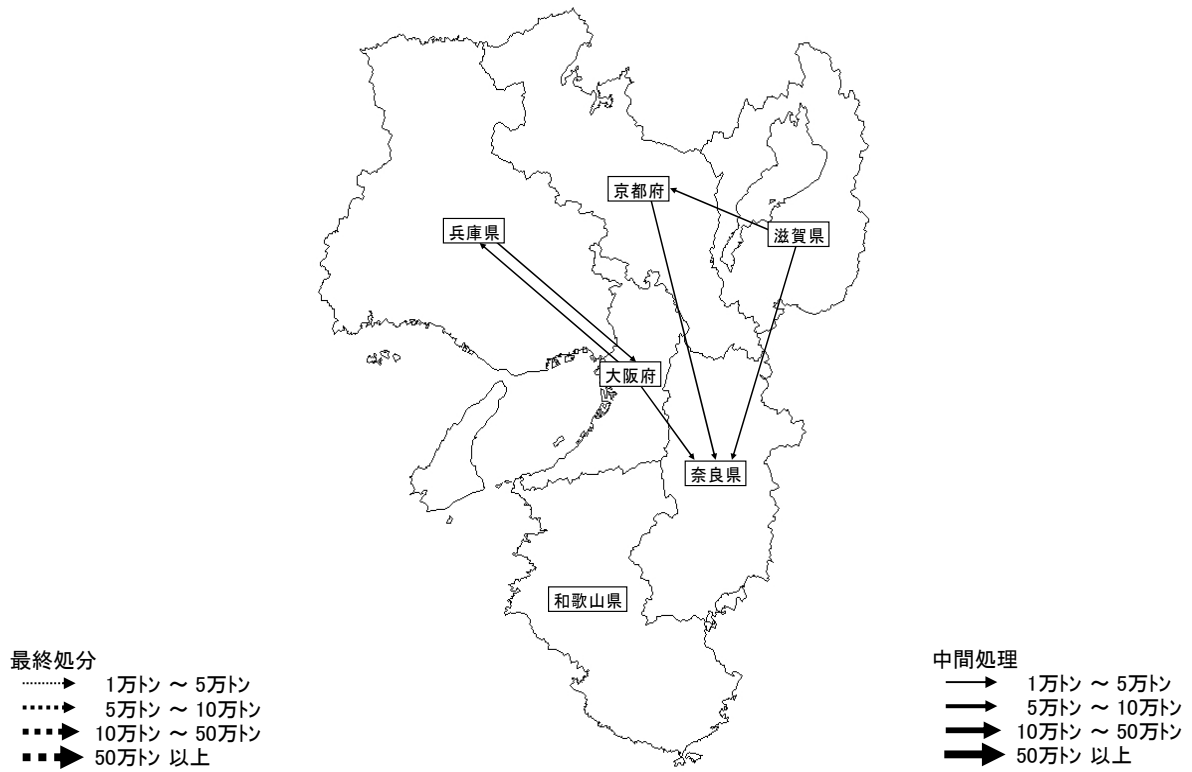 京都府
兵庫県
滋賀県
大阪府
奈良県
和歌山県
最終処分
1万ﾄﾝ ～ 5万ﾄﾝ
5万ﾄﾝ ～ 10万ﾄﾝ
10万ﾄﾝ ～ 50万ﾄﾝ
50万ﾄﾝ 以上
中間処理
1万ﾄﾝ ～ 5万ﾄﾝ
5万ﾄﾝ ～ 10万ﾄﾝ
10万ﾄﾝ ～ 50万ﾄﾝ
50万ﾄﾝ 以上